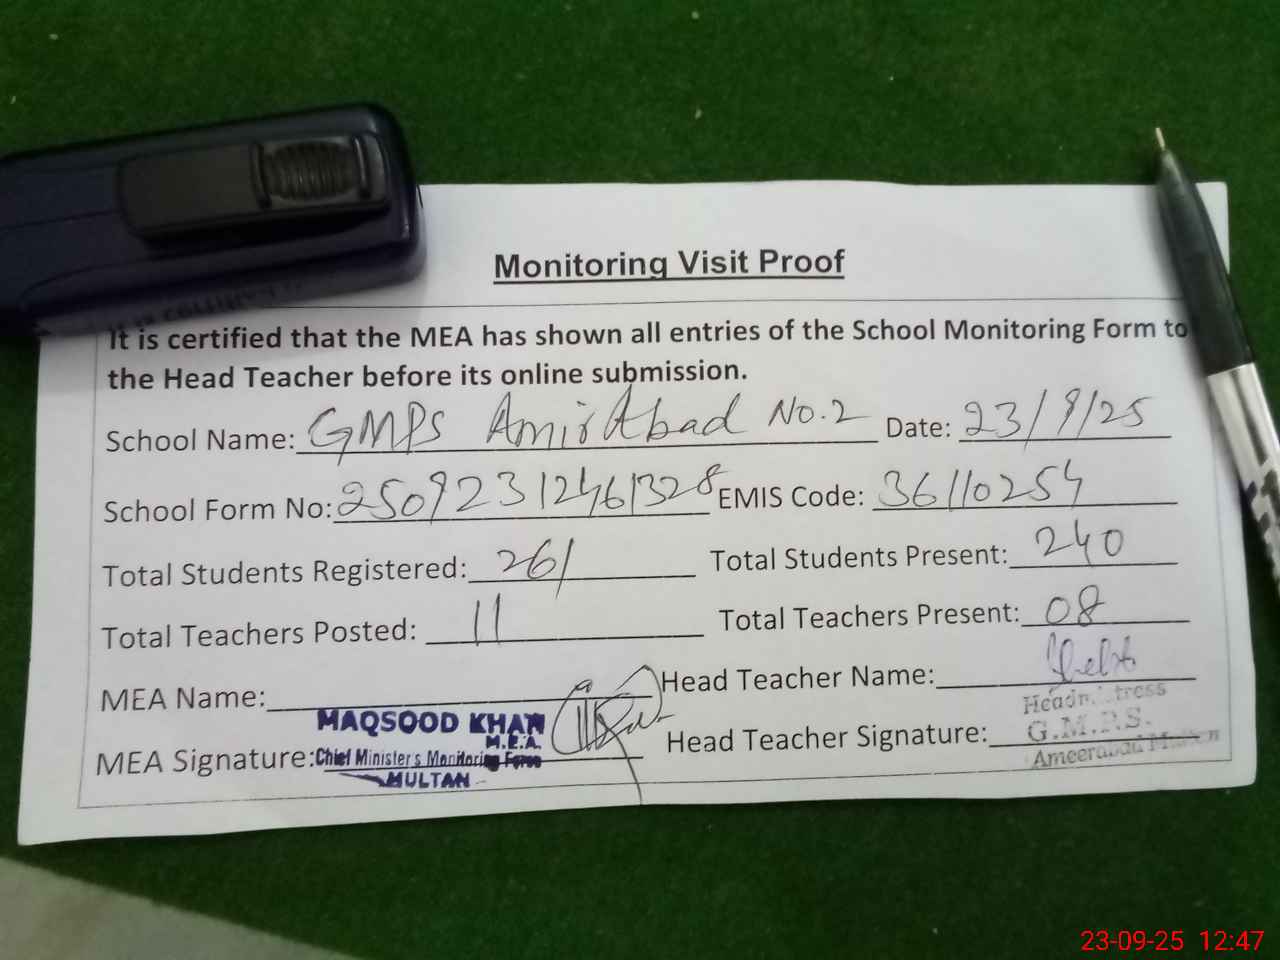 Monitoring Visit Proof
It is certified that the MEA has shown all entries of the School Monitoring Form to
the Head Teacher before its online submission.
School Name: GMPS AmirAbad No.2 Date: 23/9/25
School Form No: 25092312461328 EMIS Code: 36110254
Total Students Registered: 261 Total Students Present: 240
Total Teachers Posted: 11 Total Teachers Present: 08
MEA Name: Head Teacher Name:
MAQSOOD KHAN
M.E.A.
Chief Minister's Monitoring Force
MULTAN
MEA Signature: Head Teacher Signature:
Headmistress
G.M.P.S.
Ameerabad Multan
23-09-25 12:47